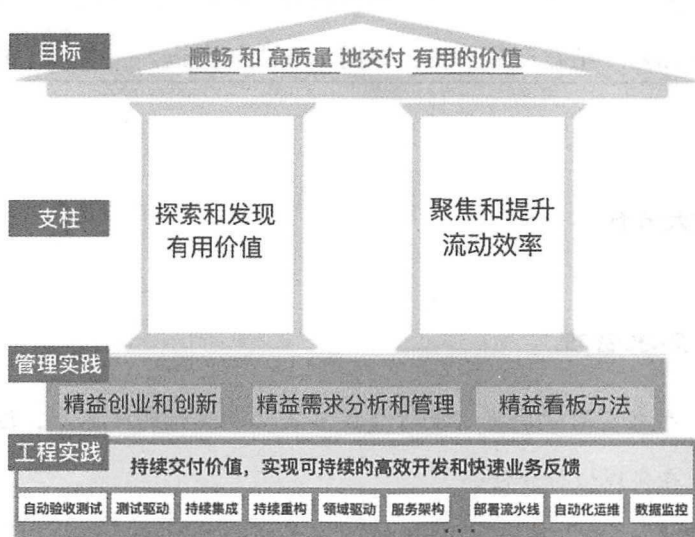 目标
顺畅 和 高质量 地交付 有用的价值
支柱
探索和发现
有用价值
聚焦和提升
流动效率
管理实践
精益创业和创新 精益需求分析和管理 精益看板方法
工程实践
持续交付价值，实现可持续的高效开发和快速业务反馈
自动验收测试 测试驱动 持续集成 持续重构 领域驱动 服务架构 部署流水线 自动化运维 数据监控
...